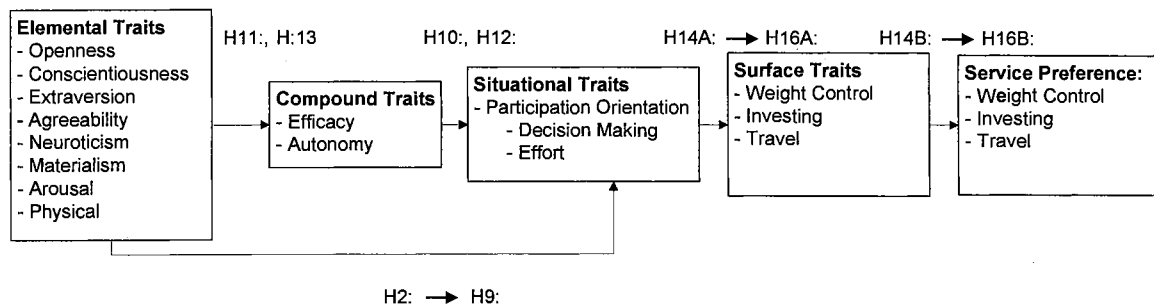 Elemental Traits
- Openness
- Conscientiousness
- Extraversion
- Agreeability
- Neuroticism
- Materialism
- Arousal
- Physical
H11:, H:13
Compound Traits
- Efficacy
- Autonomy
H10:, H12:
Situational Traits
- Participation Orientation
- Decision Making
- Effort
H14A: → H16A:
Surface Traits
- Weight Control
- Investing
- Travel
H14B: → H16B:
Service Preference:
- Weight Control
- Investing
- Travel
H2: → H9: